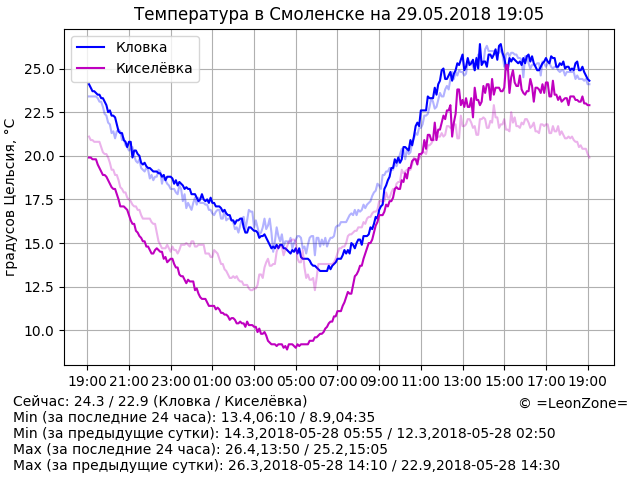 Температура в Смоленске на 29.05.2018 19:05
Кловка
Киселёвка
градусов Цельсия, °C
25.0
22.5
20.0
17.5
15.0
12.5
10.0
19:00 21:00 23:00 01:00 03:00 05:00 07:00 09:00 11:00 13:00 15:00 17:00 19:00
Сейчас: 24.3 / 22.9 (Кловка / Киселёвка)
© =LeonZone=
Min (за последние 24 часа): 13.4,06:10 / 8.9,04:35
Min (за предыдущие сутки): 14.3,2018-05-28 05:55 / 12.3,2018-05-28 02:50
Max (за последние 24 часа): 26.4,13:50 / 25.2,15:05
Max (за предыдущие сутки): 26.3,2018-05-28 14:10 / 22.9,2018-05-28 14:30